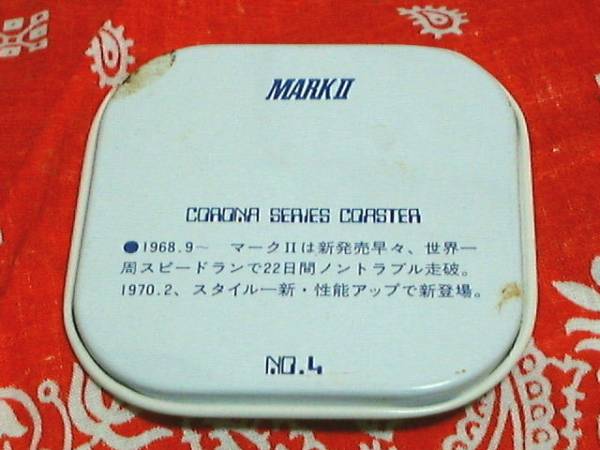 MARK II
CORONA SERIES COASTER
●1968.9~ マークIIは新発売早々、世界一
周スピードランで22日間ノントラブル走破。
1970.2、スタイル一新・性能アップで新登場。
NO.4